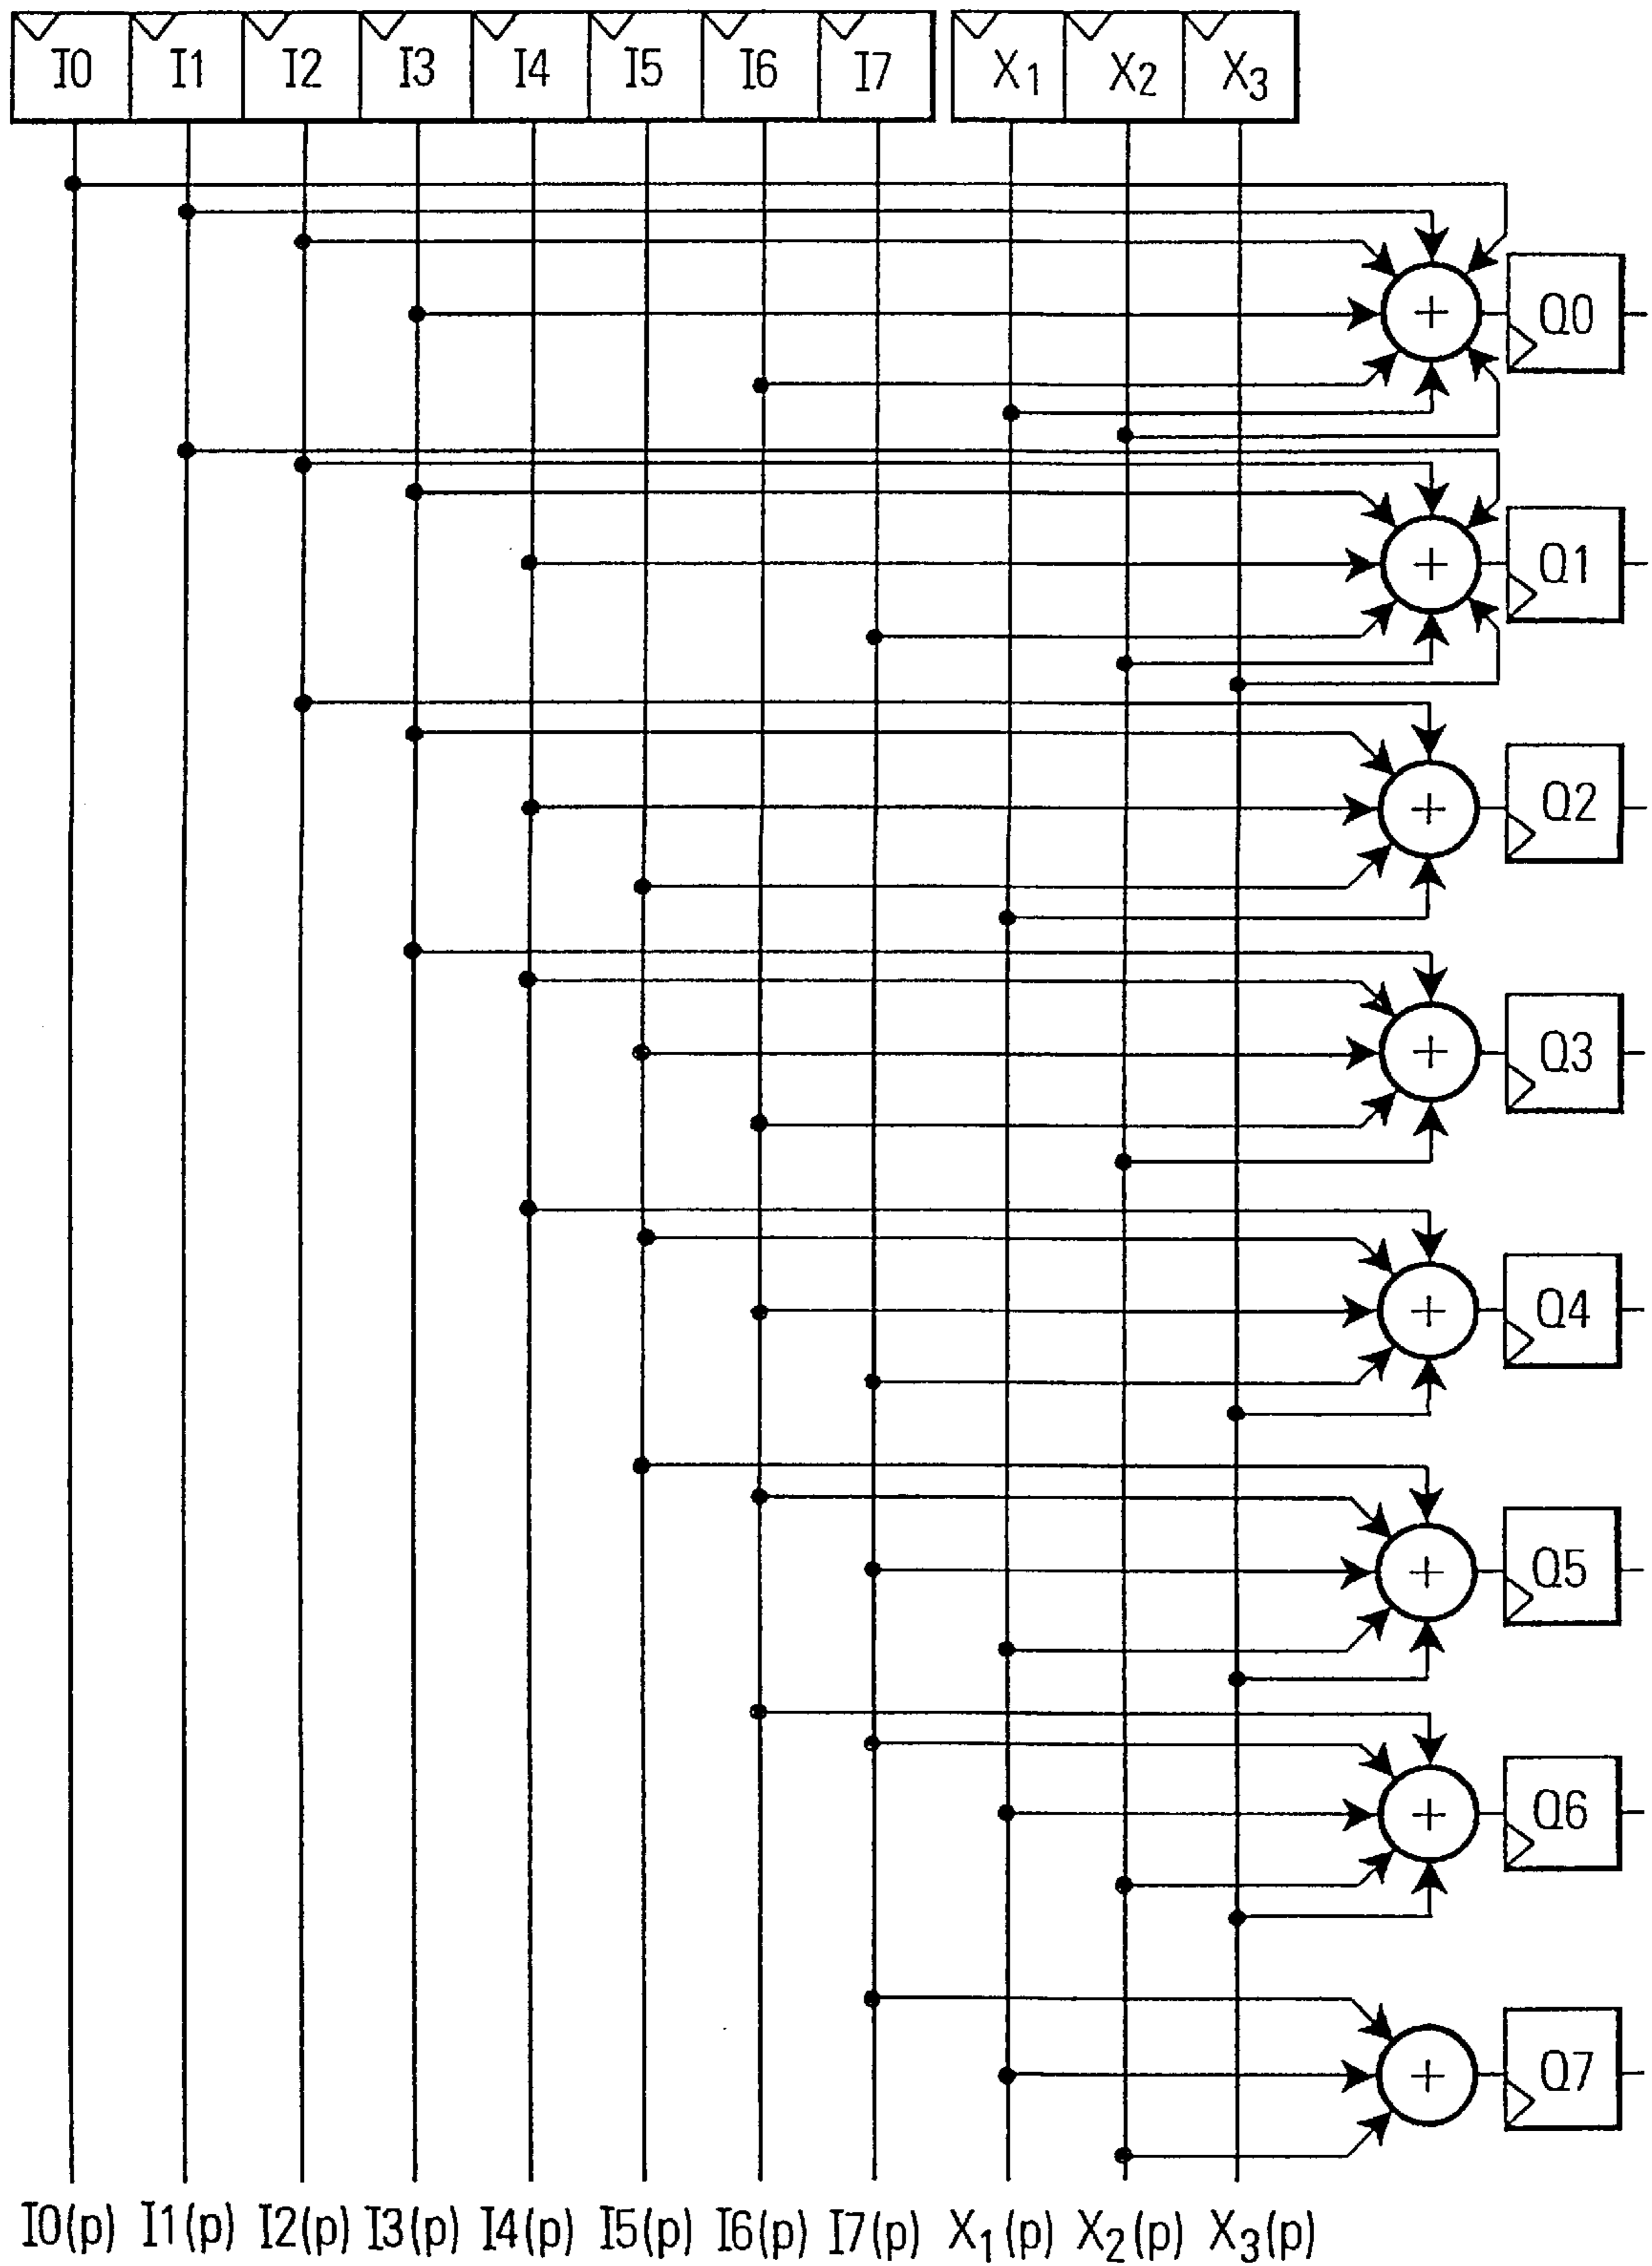 I0 I1 I2 I3 I4 I5 I6 I7 X1 X2 X3
+ Q0
+ Q1
+ Q2
+ Q3
+ Q4
+ Q5
+ Q6
+ Q7
I0(p) I1(p) I2(p) I3(p) I4(p) I5(p) I6(p) I7(p) X1(p) X2(p) X3(p)